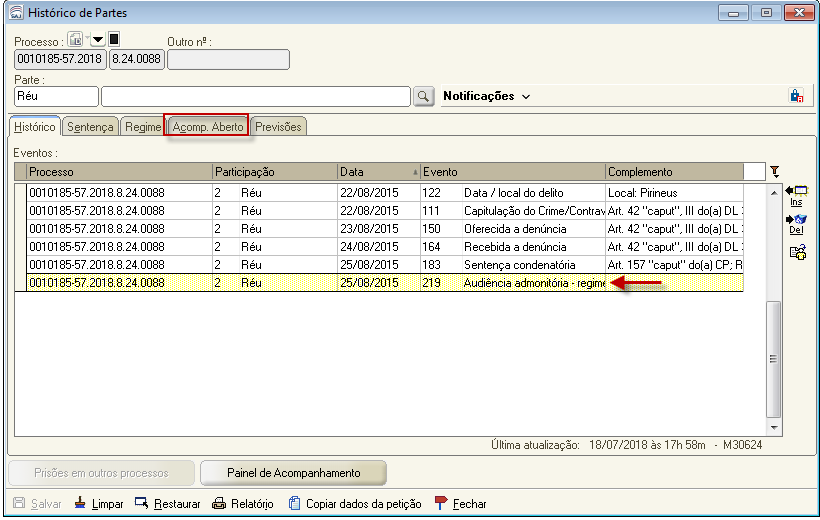 Histórico de Partes
Processo : Outro nº :
0010185-57.2018 8.24.0088
Parte :
Réu Notificações
Histórico Sentença Regime Acomp. Aberto Previsões
Eventos :
Processo Participação Data Evento Complemento
0010185-57.2018.8.24.0088 2 Réu 22/08/2015 122 Data / local do delito Local: Pirineus
0010185-57.2018.8.24.0088 2 Réu 22/08/2015 111 Capitulação do Crime/Contrav Art. 42 "caput", III do(a) DL
0010185-57.2018.8.24.0088 2 Réu 23/08/2015 150 Oferecida a denúncia Art. 42 "caput", III do(a) DL
0010185-57.2018.8.24.0088 2 Réu 24/08/2015 164 Recebida a denúncia Art. 42 "caput", III do(a) DL
0010185-57.2018.8.24.0088 2 Réu 25/08/2015 183 Sentença condenatória Art. 157 "caput" do(a) CP; R
0010185-57.2018.8.24.0088 2 Réu 25/08/2015 219 Audiência admonitória - regime
Ins
Del
Última atualização: 18/07/2018 às 17h 58m - M30624
Prisões em outros processos Painel de Acompanhamento
Salvar Limpar Restaurar Relatório Copiar dados da petição Fechar